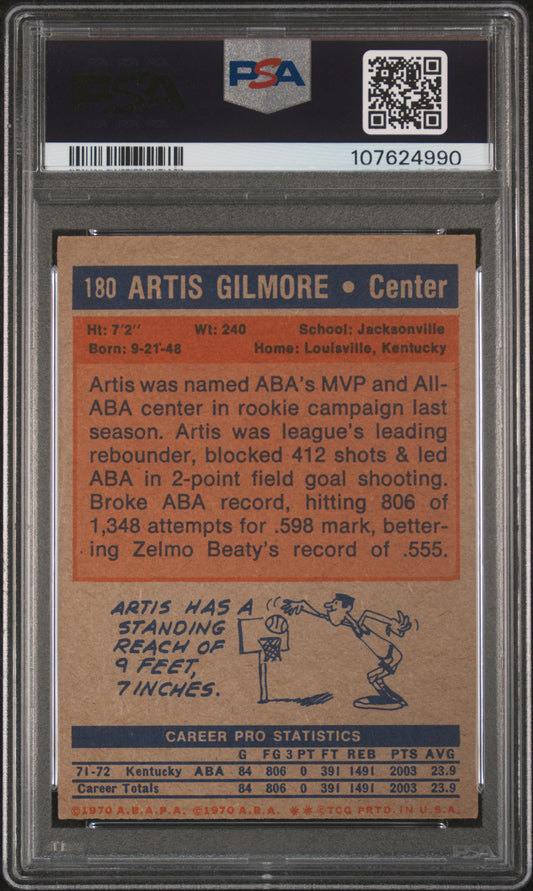 PSA
PSA
107624990
180 ARTIS GILMORE • Center
Ht: 7'2'' Wt: 240 School: Jacksonville
Born: 9-21-48 Home: Louisville, Kentucky
Artis was named ABA's MVP and All-
ABA center in rookie campaign last
season. Artis was league's leading
rebounder, blocked 412 shots & led
ABA in 2-point field goal shooting.
Broke ABA record, hitting 806 of
1,348 attempts for .598 mark, better-
ing Zelmo Beaty's record of .555.
ARTIS HAS A
STANDING
REACH OF
9 FEET,
7 INCHES.
CAREER PRO STATISTICS
G FG 3 PT FT REB PTS AVG
71-72 Kentucky ABA 84 806 0 391 1491 2003 23.9
Career Totals 84 806 0 391 1491 2003 23.9
©1970 A.B.A.P.A. ©1970 A.B.A. ** ©TCG PRTD. IN U.S.A.
PSA